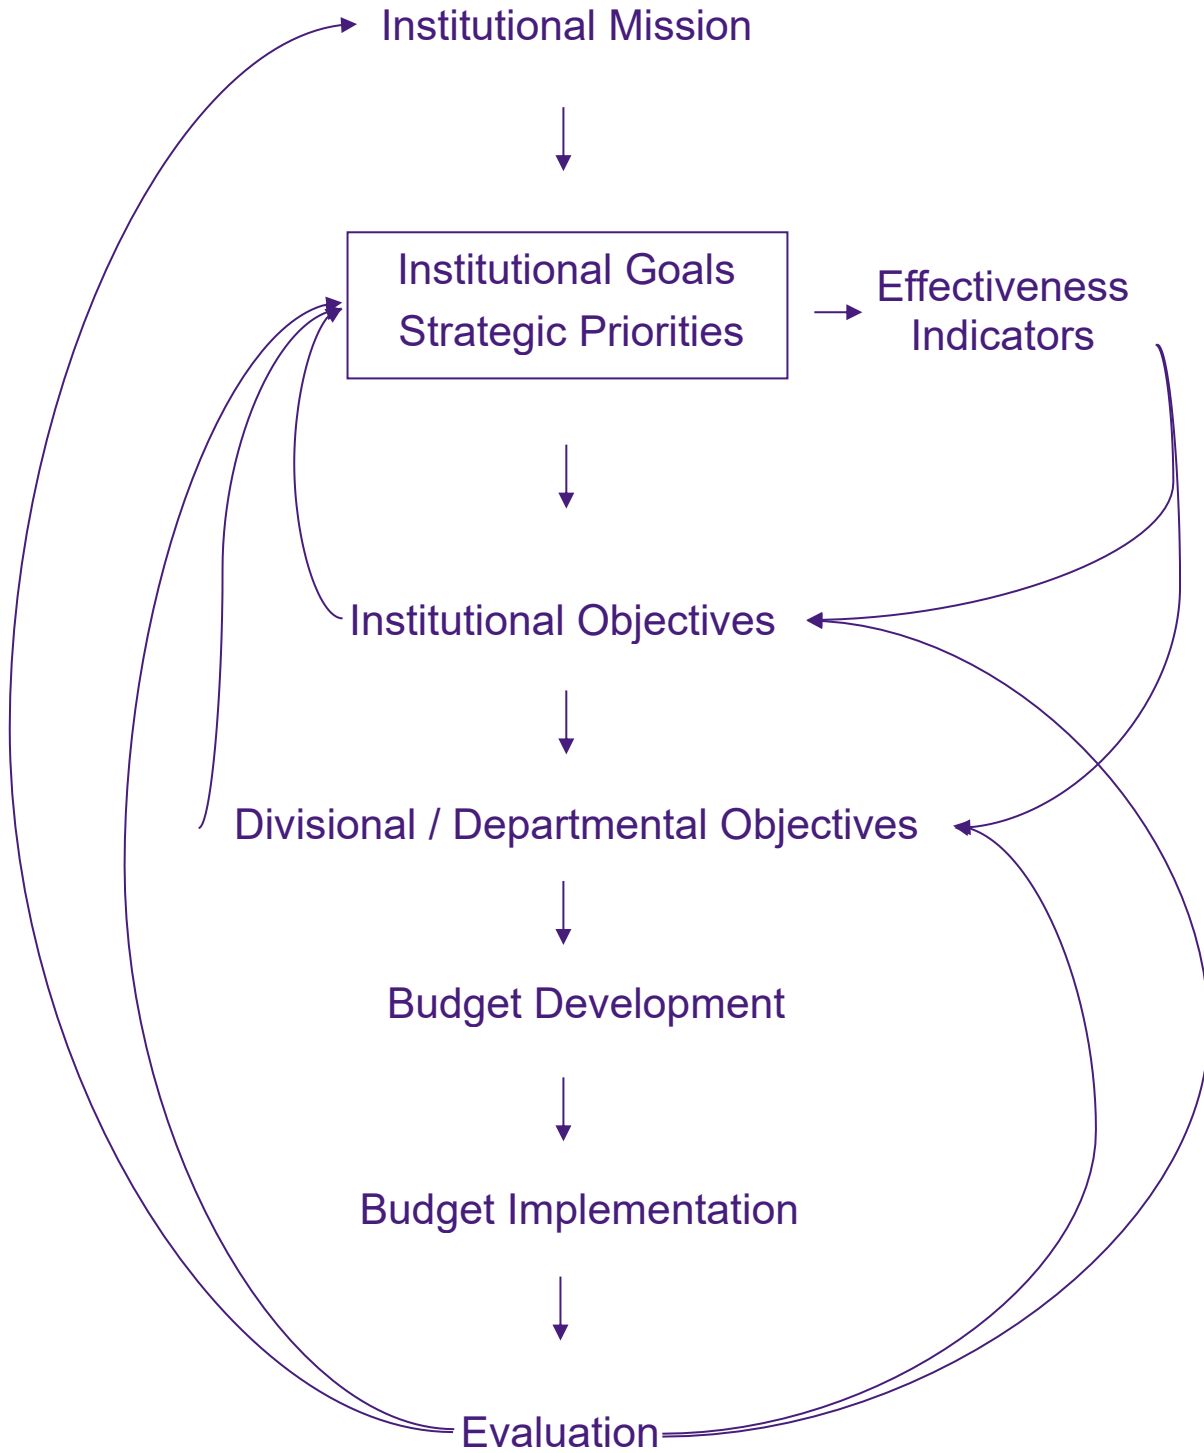 Institutional Mission
Institutional Goals
Strategic Priorities
Effectiveness
Indicators
Institutional Objectives
Divisional / Departmental Objectives
Budget Development
Budget Implementation
Evaluation